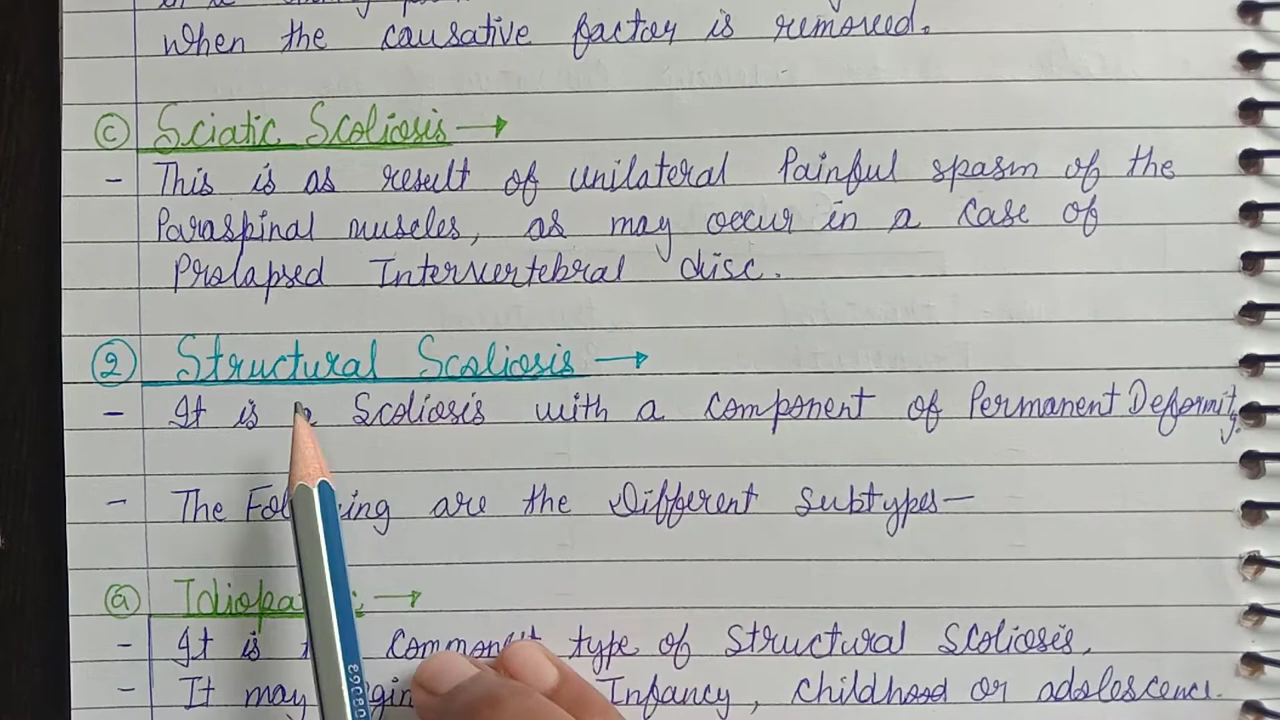 when the causative factor is removed.
(c) Sciatic Scoliosis →
- This is as result of unilateral Painful spasm of the
Paraspinal muscles, as may occur in a case of
Prolapsed Intervertebral disc.
(2) Structural Scoliosis →
- It is Scoliosis with a component of Permanent Deformity.
- The are the Different Subtypes —
(a) →
- It is commonest type of Structural Scoliosis.
- It may Infancy, childhood or adolescence.